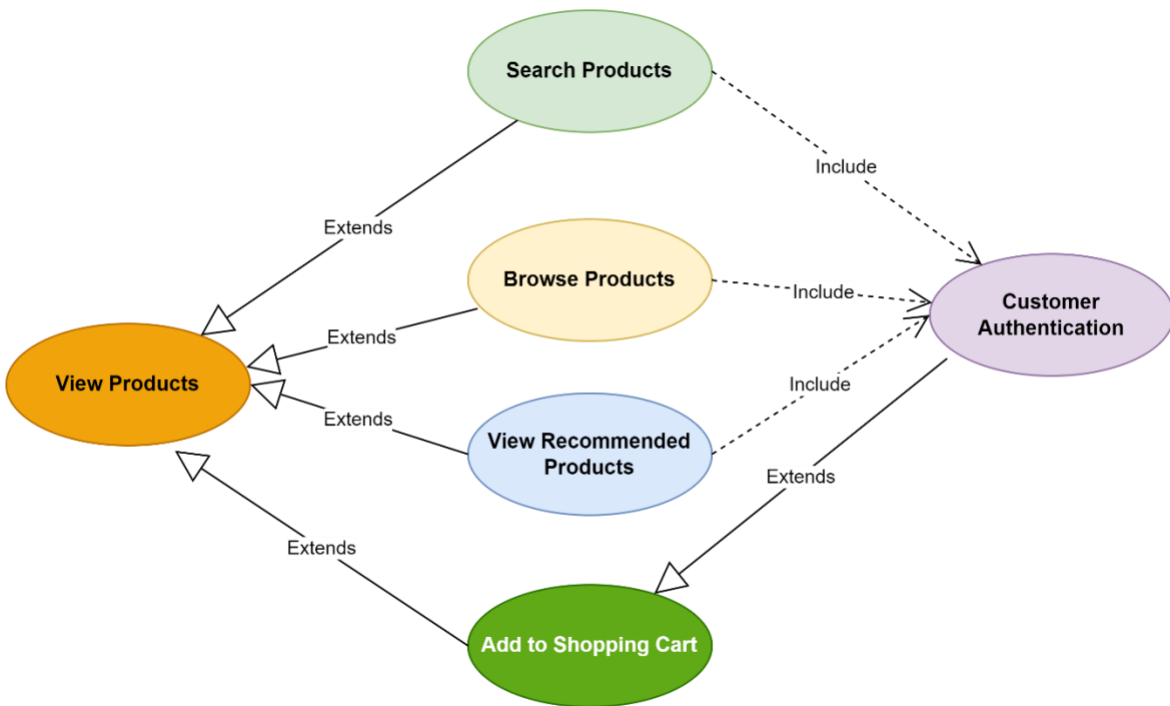 Search Products
Include
Extends
Browse Products
Include
Customer
Authentication
Extends
View Products
Include
Extends
View Recommended
Products
Extends
Extends
Add to Shopping Cart